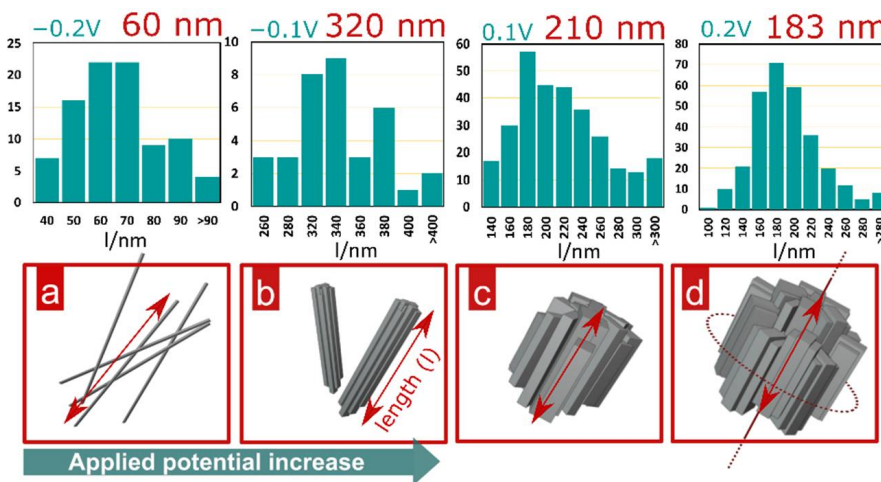 −0.2V 60 nm
25
20
15
10
5
0
40 50 60 70 80 90 >90
l/nm
−0.1V 320 nm
10
8
6
4
2
0
260 280 320 340 360 380 400 >400
l/nm
0.1V 210 nm
60
50
40
30
20
10
0
140 160 180 200 220 240 260 280 300 >300
l/nm
0.2V 183 nm
80
70
60
50
40
30
20
10
0
100 120 140 160 180 200 220 240 260 280 >280
l/nm
a
b
length (l)
c
d
Applied potential increase